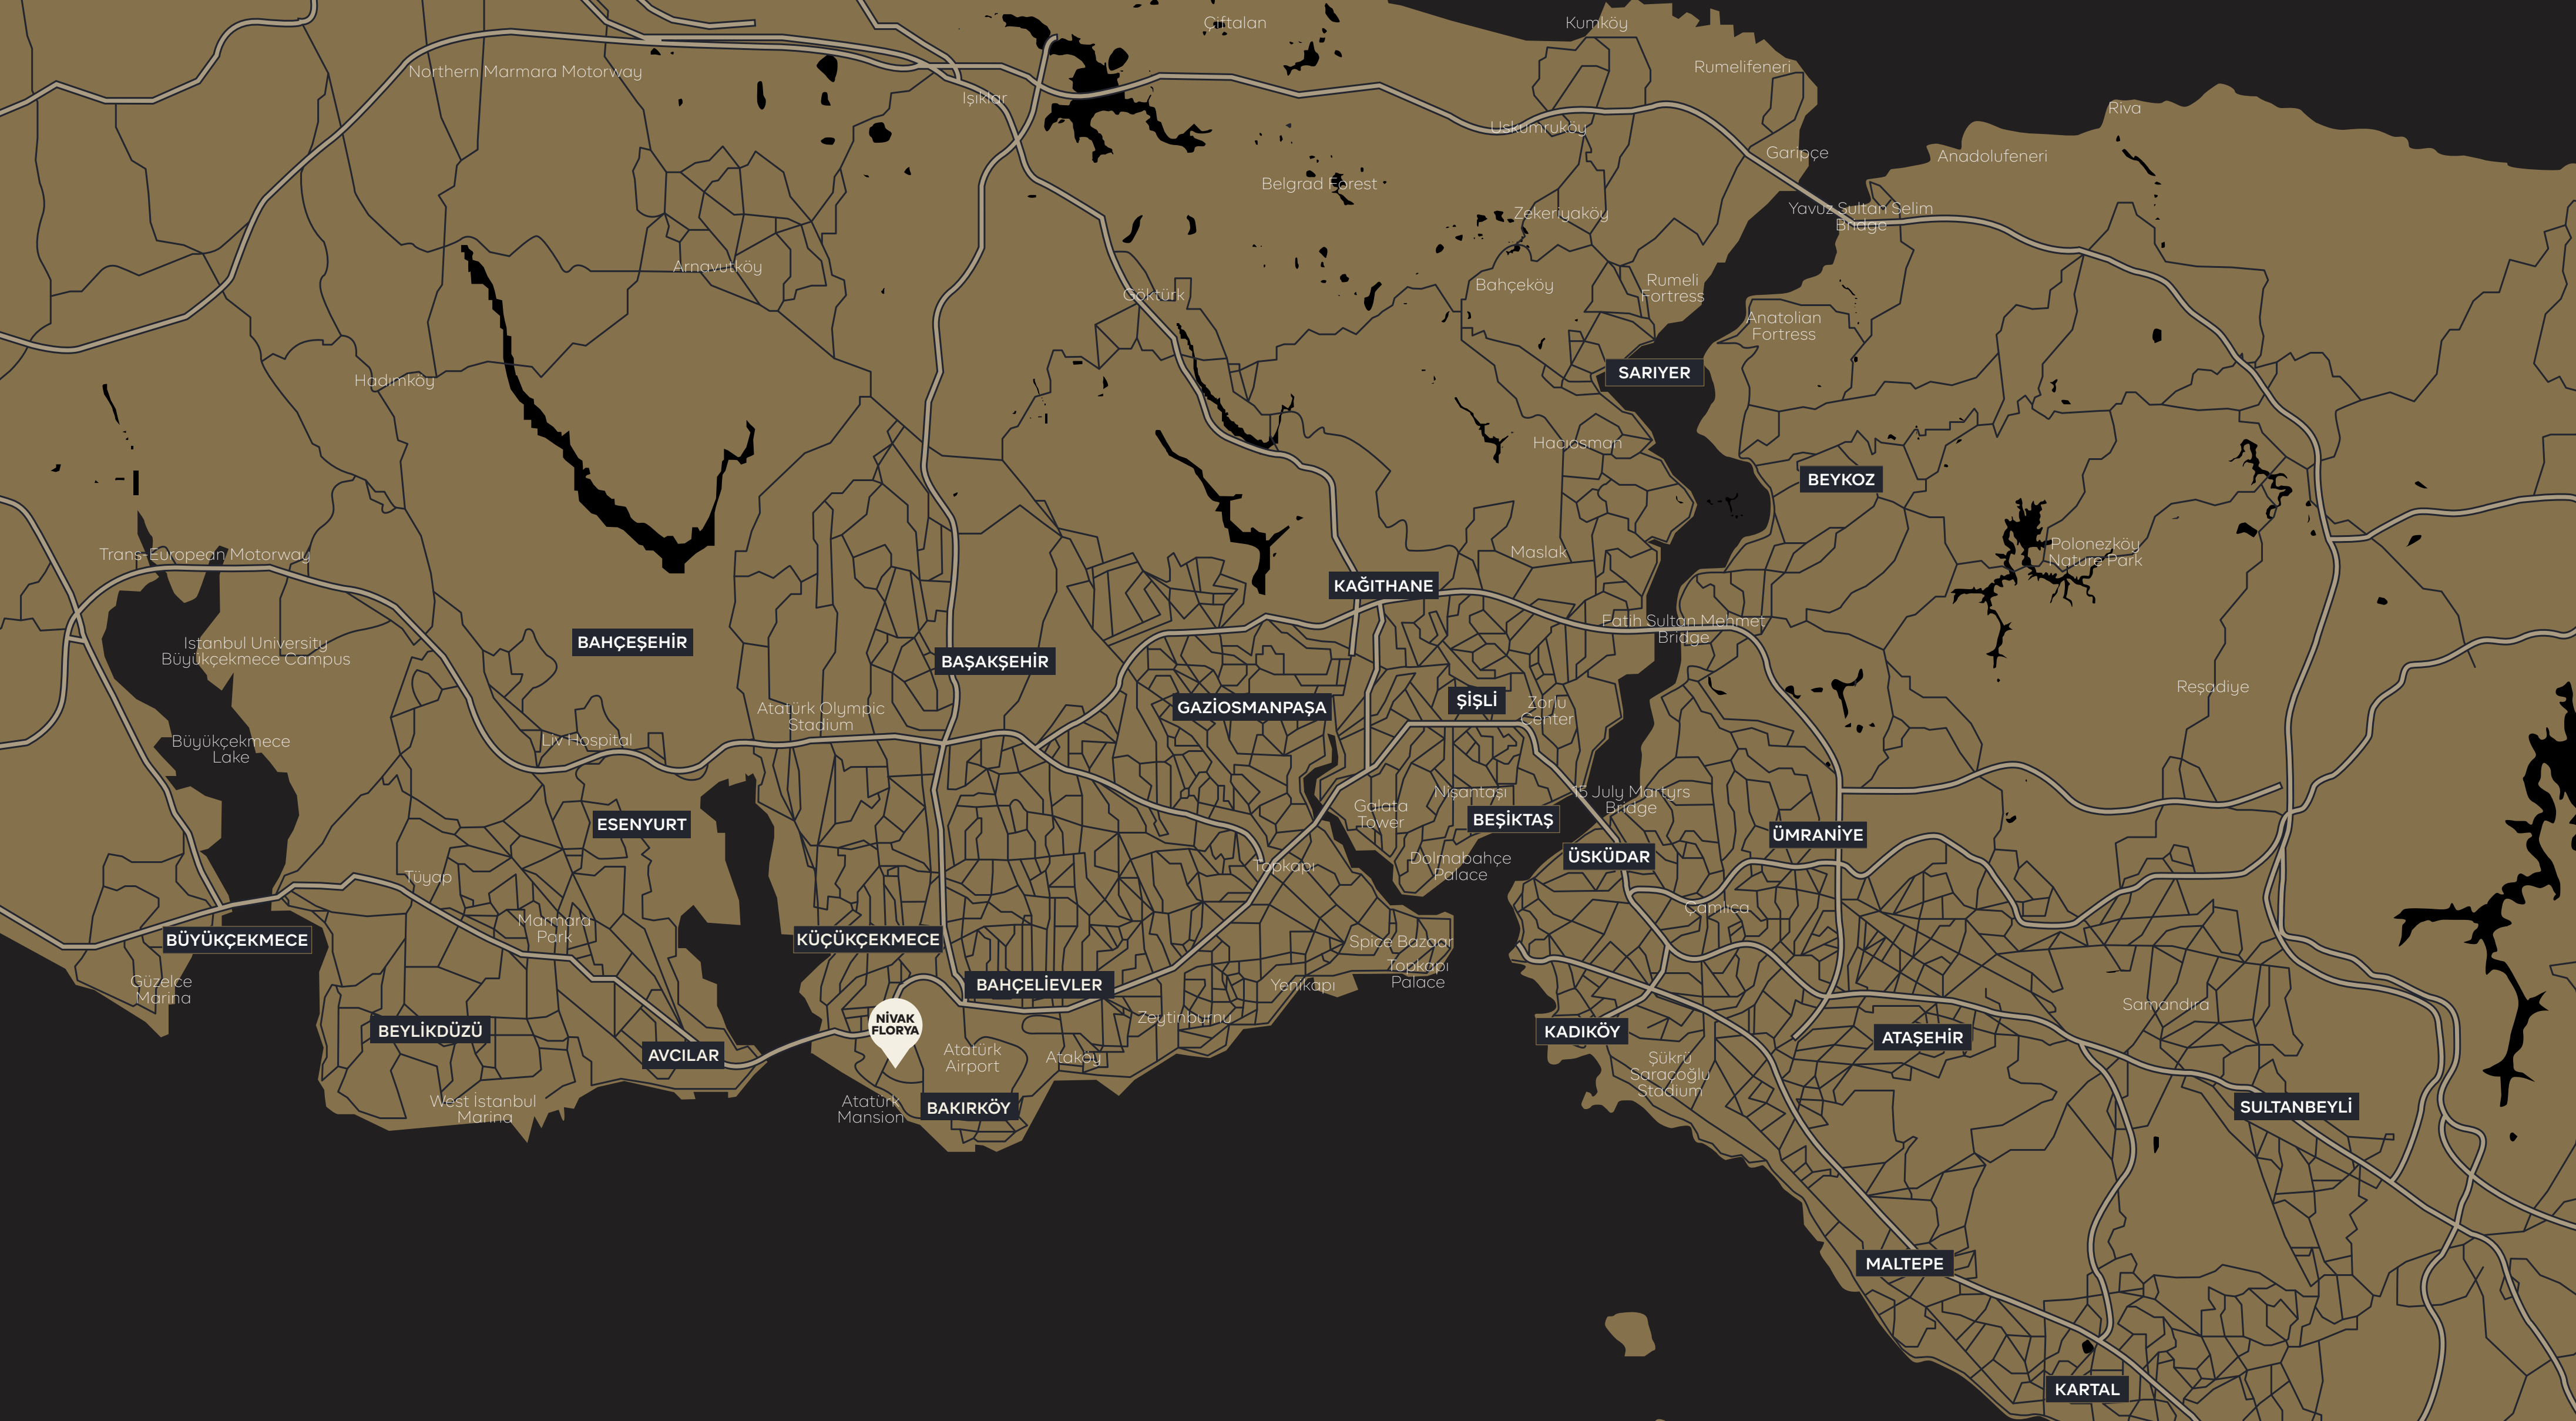 Çiftalan
Kumköy
Rumelifeneri
Northern Marmara Motorway
Işıklar
Riva
Uskumruköy
Garipçe
Anadolufeneri
Belgrad Forest
Zekeriyaköy
Yavuz Sultan Selim
Bridge
Arnavutköy
Göktürk
Bahçeköy
Rumeli
Fortress
Anatolian
Fortress
SARIYER
Hadımköy
Hacıosman
BEYKOZ
Trans-European Motorway
Maslak
Polonezköy
Nature Park
KAĞITHANE
Fatih Sultan Mehmet
Bridge
Istanbul University
Büyükçekmece Campus
BAHÇEŞEHİR
BAŞAKŞEHİR
Reşadiye
GAZİOSMANPAŞA
ŞİŞLİ
Zorlu
Center
Atatürk Olympic
Stadium
Liv Hospital
Büyükçekmece
Lake
Nişantaşı
15 July Martyrs
Bridge
Galata
Tower
BEŞİKTAŞ
ESENYURT
ÜMRANİYE
ÜSKÜDAR
Dolmabahçe
Palace
Topkapı
Tüyap
Çamlıca
Marmara
Park
BÜYÜKÇEKMECE
KÜÇÜKÇEKMECE
Spice Bazaar
Topkapı
Palace
Güzelce
Marina
BAHÇELİEVLER
Yenikapı
Samandıra
NİVAK
FLORYA
Zeytinburnu
BEYLİKDÜZÜ
KADIKÖY
ATAŞEHİR
AVCILAR
Atatürk
Airport
Ataköy
Şükrü
Saracoğlu
Stadium
West Istanbul
Marina
Atatürk
Mansion
BAKIRKÖY
SULTANBEYLİ
MALTEPE
KARTAL